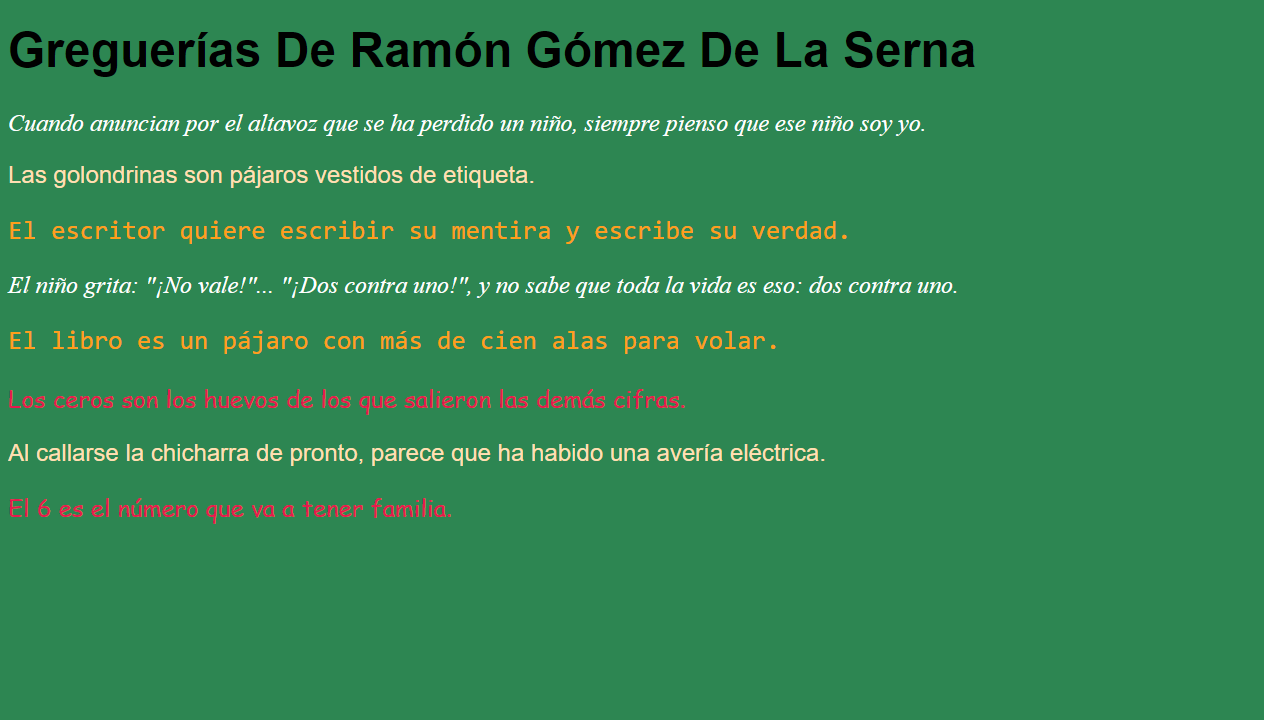 Greguerías De Ramón Gómez De La Serna
Cuando anuncian por el altavoz que se ha perdido un niño, siempre pienso que ese niño soy yo.
Las golondrinas son pájaros vestidos de etiqueta.
El escritor quiere escribir su mentira y escribe su verdad.
El niño grita: "¡No vale!"... "¡Dos contra uno!", y no sabe que toda la vida es eso: dos contra uno.
El libro es un pájaro con más de cien alas para volar.
Los ceros son los huevos de los que salieron las demás cifras.
Al callarse la chicharra de pronto, parece que ha habido una avería eléctrica.
El 6 es el número que va a tener familia.